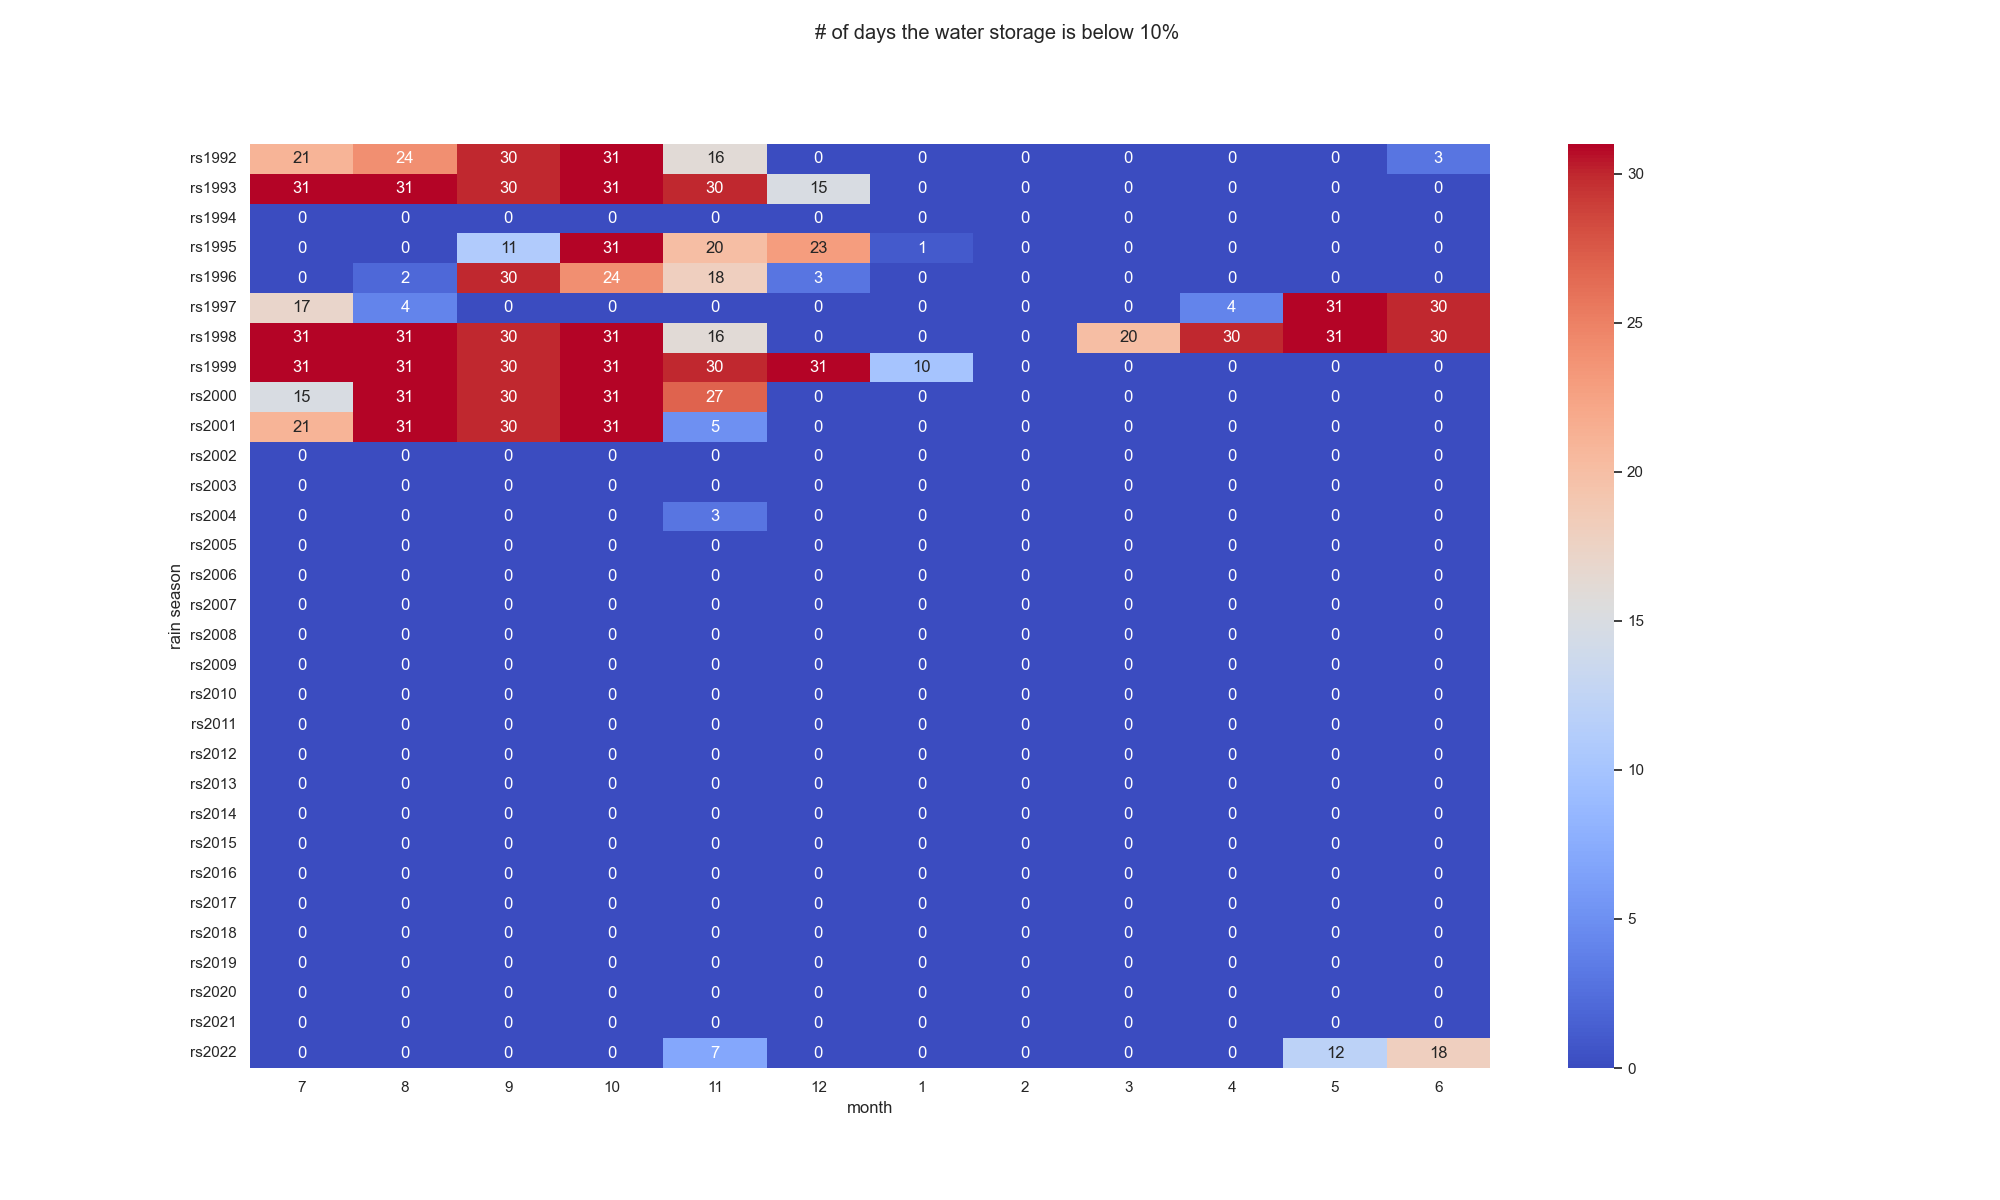 # of days the water storage is below 10%
rs1992 21 24 30 31 16 0 0 0 0 0 0 3
rs1993 31 31 30 31 30 15 0 0 0 0 0 0
rs1994 0 0 0 0 0 0 0 0 0 0 0 0
rs1995 0 0 11 31 20 23 1 0 0 0 0 0
rs1996 0 2 30 24 18 3 0 0 0 0 0 0
rs1997 17 4 0 0 0 0 0 0 0 4 31 30
rs1998 31 31 30 31 16 0 0 0 20 30 31 30
rs1999 31 31 30 31 30 31 10 0 0 0 0 0
rs2000 15 31 30 31 27 0 0 0 0 0 0 0
rs2001 21 31 30 31 5 0 0 0 0 0 0 0
rs2002 0 0 0 0 0 0 0 0 0 0 0 0
rs2003 0 0 0 0 0 0 0 0 0 0 0 0
rs2004 0 0 0 0 3 0 0 0 0 0 0 0
rs2005 0 0 0 0 0 0 0 0 0 0 0 0
rs2006 0 0 0 0 0 0 0 0 0 0 0 0
rs2007 0 0 0 0 0 0 0 0 0 0 0 0
rs2008 0 0 0 0 0 0 0 0 0 0 0 0
rs2009 0 0 0 0 0 0 0 0 0 0 0 0
rs2010 0 0 0 0 0 0 0 0 0 0 0 0
rs2011 0 0 0 0 0 0 0 0 0 0 0 0
rs2012 0 0 0 0 0 0 0 0 0 0 0 0
rs2013 0 0 0 0 0 0 0 0 0 0 0 0
rs2014 0 0 0 0 0 0 0 0 0 0 0 0
rs2015 0 0 0 0 0 0 0 0 0 0 0 0
rs2016 0 0 0 0 0 0 0 0 0 0 0 0
rs2017 0 0 0 0 0 0 0 0 0 0 0 0
rs2018 0 0 0 0 0 0 0 0 0 0 0 0
rs2019 0 0 0 0 0 0 0 0 0 0 0 0
rs2020 0 0 0 0 0 0 0 0 0 0 0 0
rs2021 0 0 0 0 0 0 0 0 0 0 0 0
rs2022 0 0 0 0 7 0 0 0 0 0 12 18
7 8 9 10 11 12 1 2 3 4 5 6
month
rain season
30
25
20
15
10
5
0